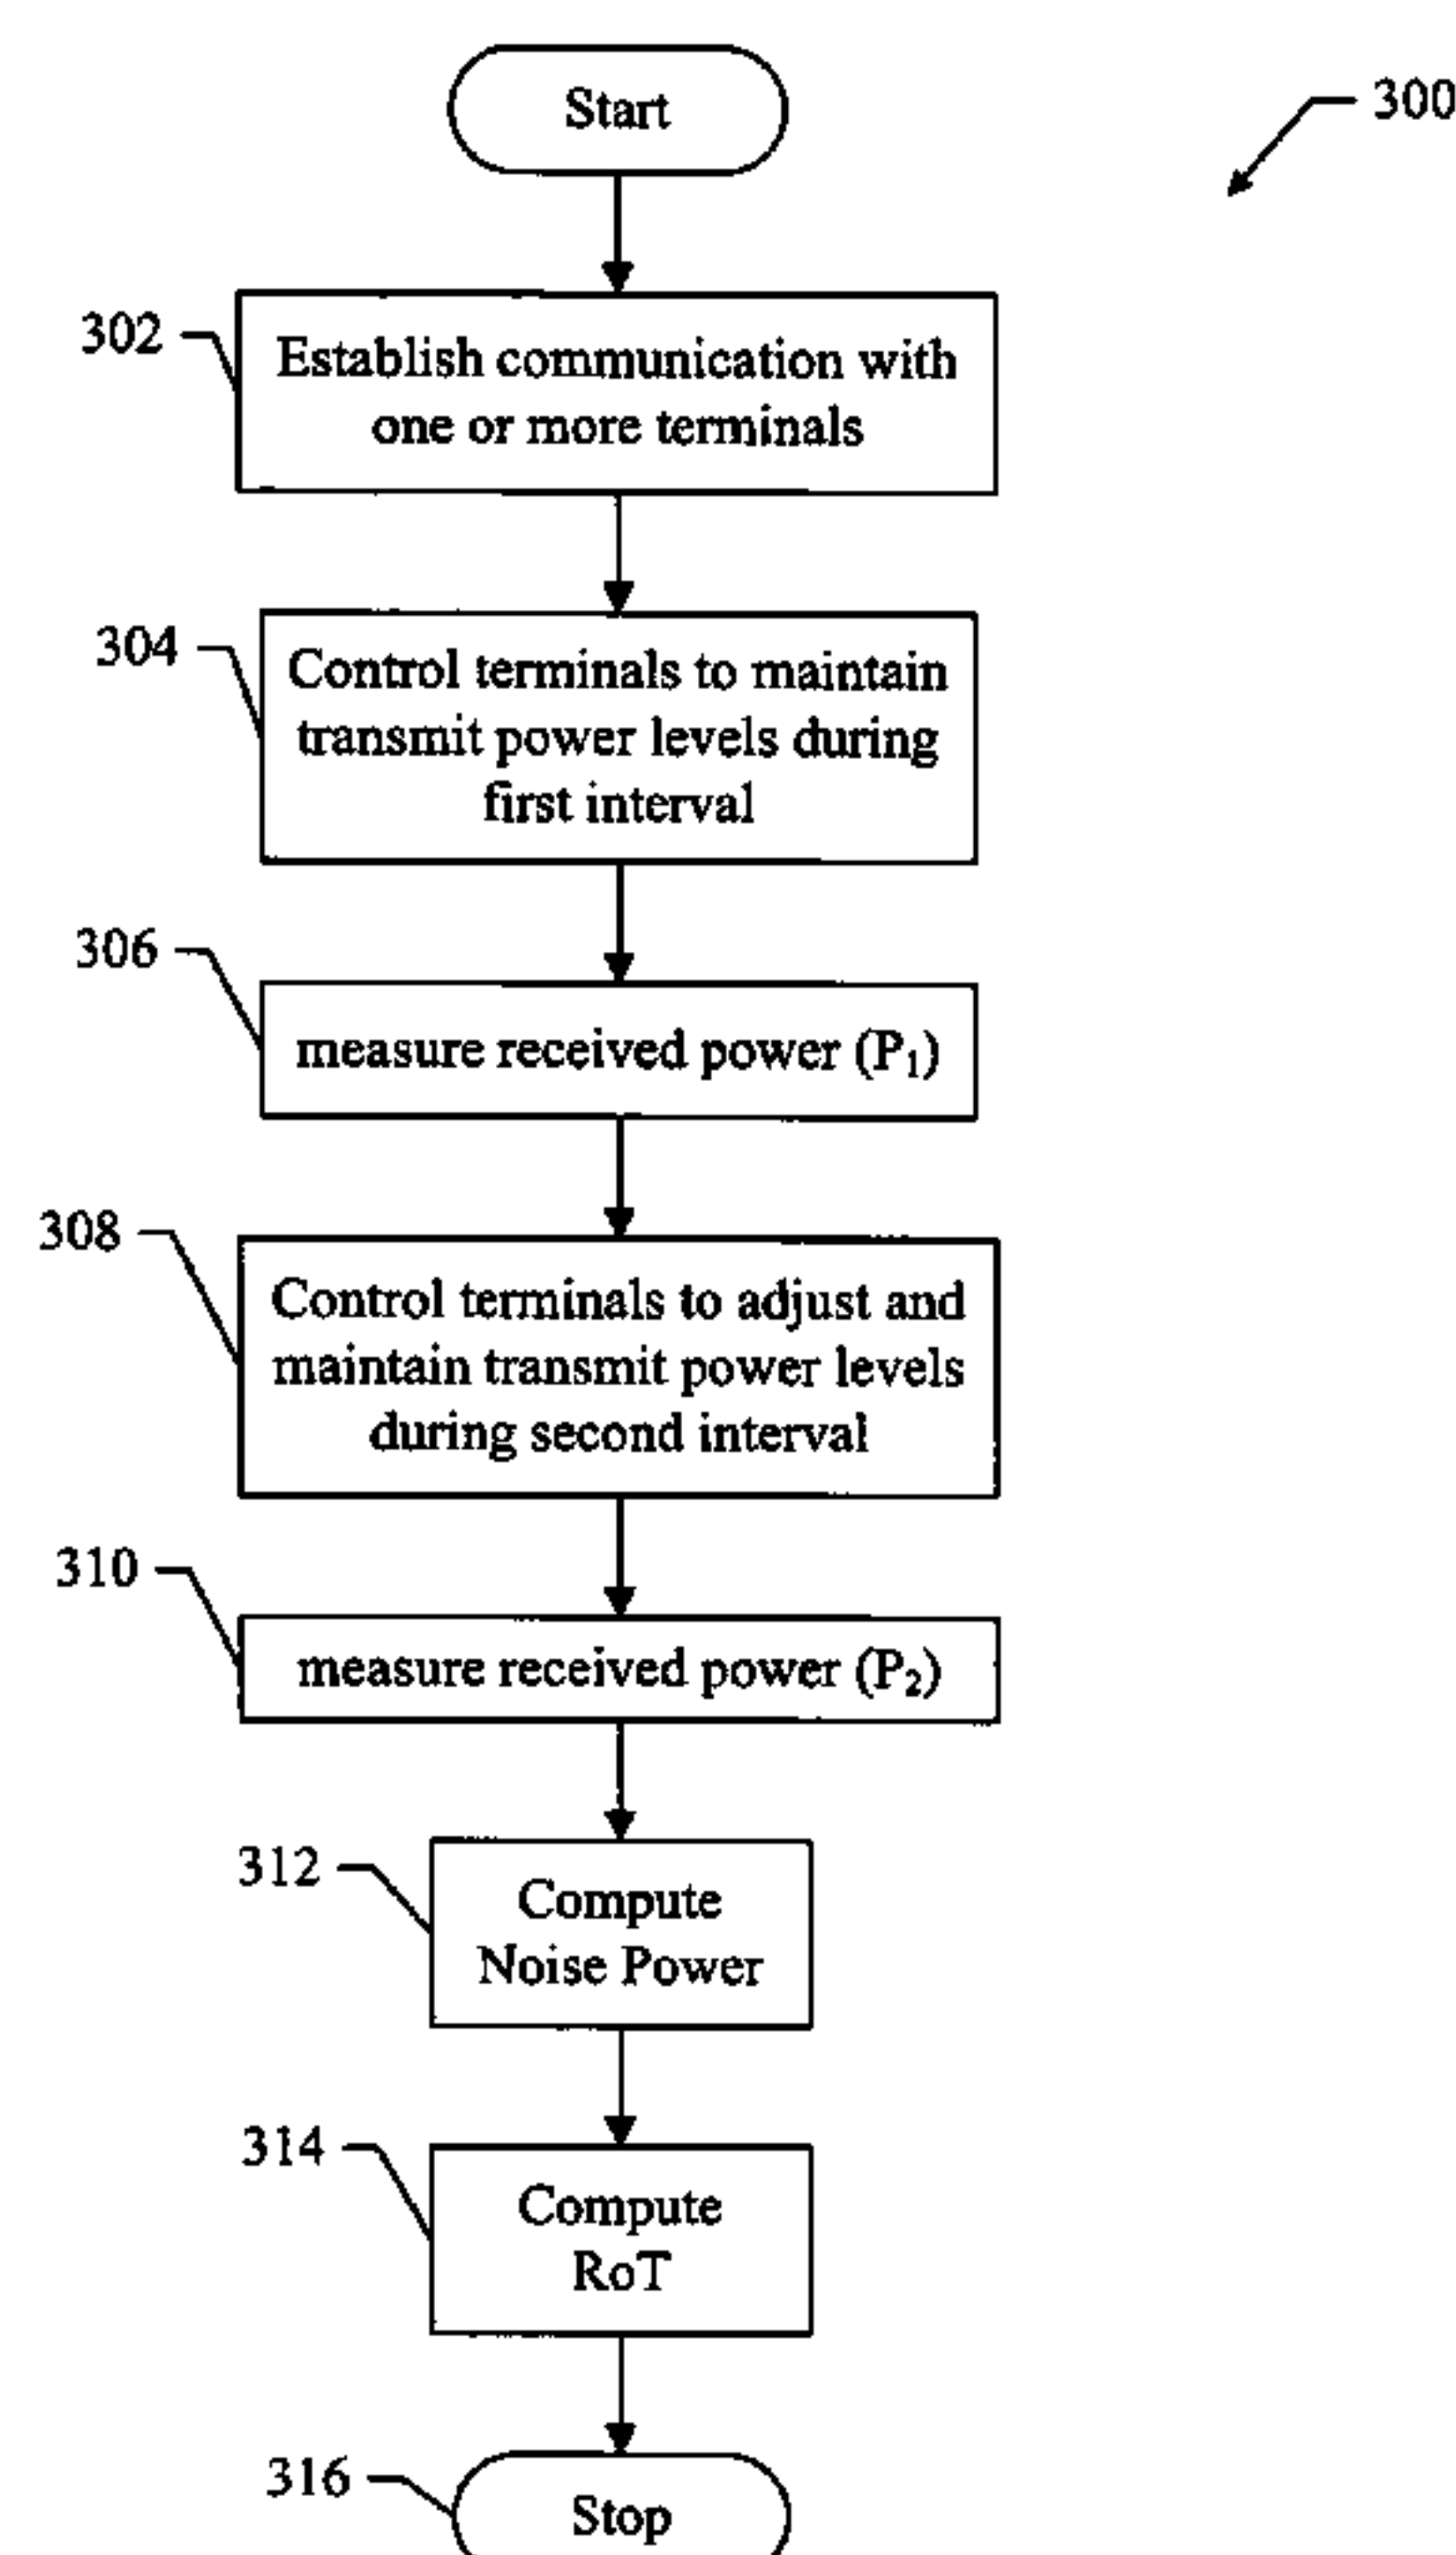 Start
300
302
Establish communication with
one or more terminals
304
Control terminals to maintain
transmit power levels during
first interval
306
measure received power (P₁)
308
Control terminals to adjust and
maintain transmit power levels
during second interval
310
measure received power (P₂)
312
Compute
Noise Power
314
Compute
RoT
316
Stop